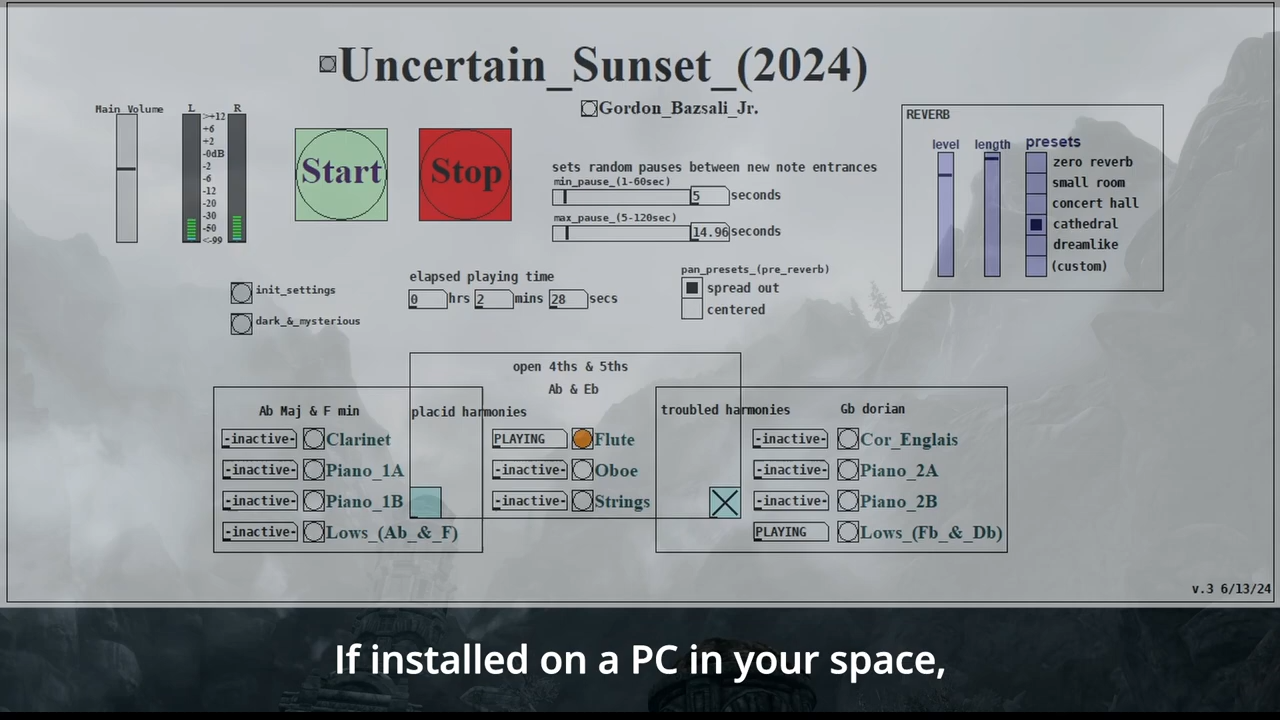 Uncertain_Sunset_(2024)
Gordon_Bazsali_Jr.
Main Volume
L R
>+12
+6
+2
-0dB
-2
-6
-12
-20
-30
-50
<-99
Start
Stop
sets random pauses between new note entrances
min_pause_(1-60sec)
5 seconds
max_pause_(5-120sec)
14.96 seconds
REVERB
level length presets
zero reverb
small room
concert hall
cathedral
dreamlike
(custom)
init_settings
dark_&_mysterious
elapsed playing time
0 hrs 2 mins 28 secs
pan_presets_(pre_reverb)
spread out
centered
open 4ths & 5ths
Ab & Eb
Ab Maj & F min
placid harmonies
troubled harmonies
Gb dorian
-inactive- Clarinet
-inactive- Piano_1A
-inactive- Piano_1B
-inactive- Lows_(Ab_&_F)
PLAYING Flute
-inactive- Oboe
-inactive- Strings
-inactive- Cor_Englais
-inactive- Piano_2A
-inactive- Piano_2B
PLAYING Lows_(Fb_&_Db)
v.3 6/13/24
If installed on a PC in your space,